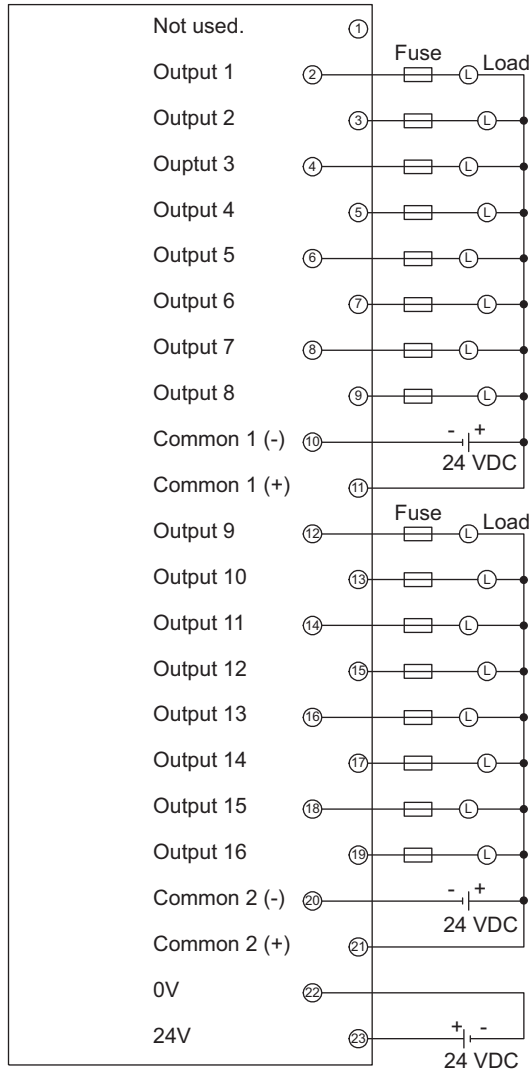 Not used. 1
Fuse
Load
Output 1 2 L
Output 2 3 L
Ouptut 3 4 L
Output 4 5 L
Output 5 6 L
Output 6 7 L
Output 7 8 L
Output 8 9 L
Common 1 (-) 10 - +
24 VDC
Common 1 (+) 11
Fuse
Load
Output 9 12 L
Output 10 13 L
Output 11 14 L
Output 12 15 L
Output 13 16 L
Output 14 17 L
Output 15 18 L
Output 16 19 L
Common 2 (-) 20 - +
24 VDC
Common 2 (+) 21
0V 22
24V 23 + -
24 VDC